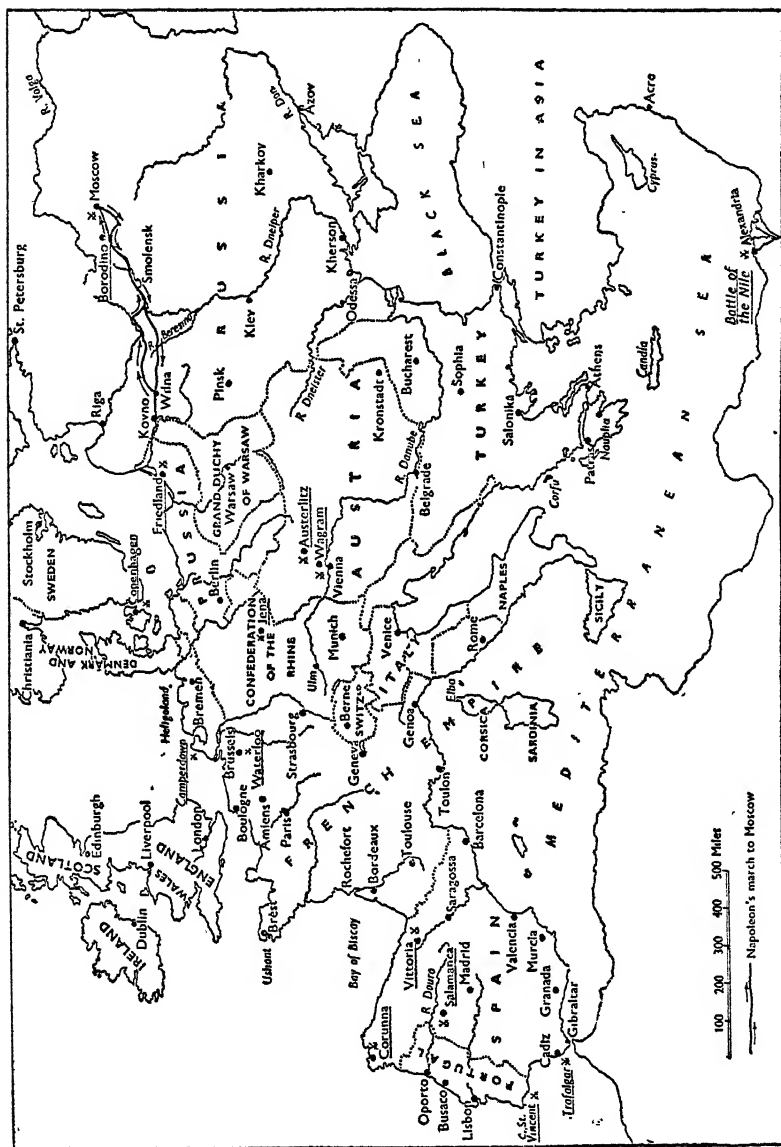 R. Volga
St. Petersburg
Moscow
Borodino
Smolensk
RUSSIA
R. Don
Azov
Kharkov
R. Dneiper
Kherson
Odessa
Kiev
Pinsk
Riga
Kovno
Wilna
R. Dneister
BLACK SEA
Constantinople
TURKEY IN ASIA
Acra
Cyprus
Alexandria
Battle of
the Nile
Candia
Athens
Nauplia
Patras
Corfu
Salonika
Sophia
TURKEY
Bucharest
Kronstadt
R. Danube
Belgrade
AUSTRIA
Vienna
Wagram
Austerlitz
GRAND DUCHY
OF WARSAW
Warsaw
Friedland
PRUSSIA
Berlin
Stockholm
SWEDEN
Copenhagen
Christiania
DENMARK AND
NORWAY
Heligoland
Bremen
Camperdown
CONFEDERATION
OF THE
RHINE
Jena
Ulm
Munich
Venice
ITALY
SWITZ
Berne
Geneva
Genoa
Rome
NAPLES
SICILY
Elba
CORSICA
SARDINIA
MEDITERRANEAN SEA
FRENCH EMPIRE
Strasbourg
Brussels
Waterloo
Boulogne
Amiens
Paris
Brest
Ushant
Rochefort
Bordeaux
Toulouse
Toulon
Barcelona
Bay of Biscay
SCOTLAND
Edinburgh
Liverpool
WALES
ENGLAND
London
IRELAND
Dublin
Corunna
Vittoria
Saragossa
R. Douro
Salamanca
Madrid
SPAIN
Valencia
Murcia
Granada
Gibraltar
Cadiz
Trafalgar
C. St.
Vincent
PORTUGAL
Oporto
Busaco
Lisbon
100 200 300 400 500 Miles
Napoleon's march to Moscow